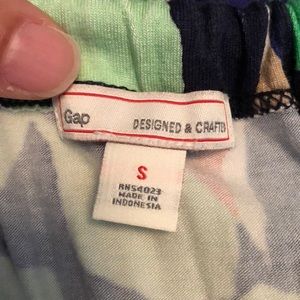 Gap
DESIGNED & CRAFTED
S
RN54023
MADE IN
INDONESIA